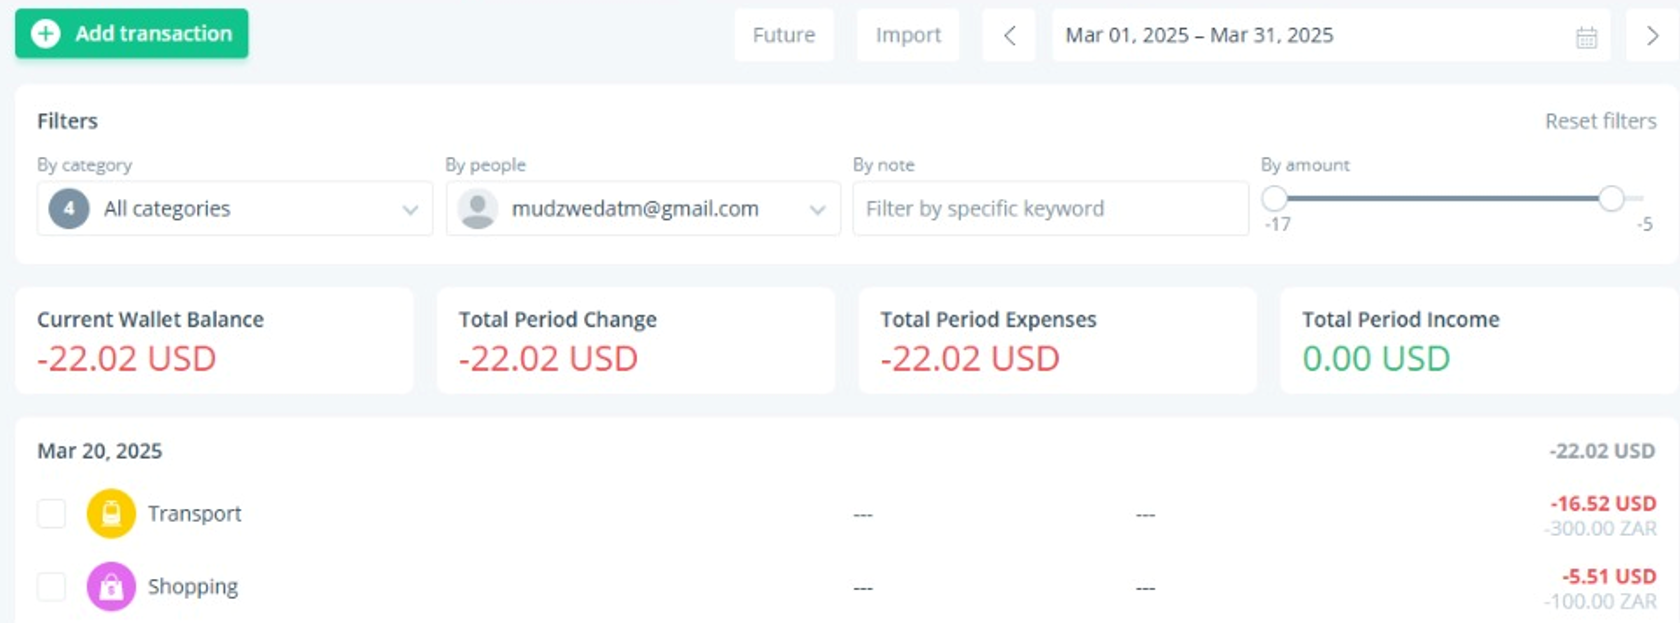 Add transaction
Future
Import
Mar 01, 2025 – Mar 31, 2025
Filters
Reset filters
By category
By people
By note
By amount
4 All categories
mudzwedatm@gmail.com
Filter by specific keyword
-17
-5
Current Wallet Balance
-22.02 USD
Total Period Change
-22.02 USD
Total Period Expenses
-22.02 USD
Total Period Income
0.00 USD
Mar 20, 2025
-22.02 USD
Transport
---
---
-16.52 USD
-300.00 ZAR
Shopping
---
---
-5.51 USD
-100.00 ZAR